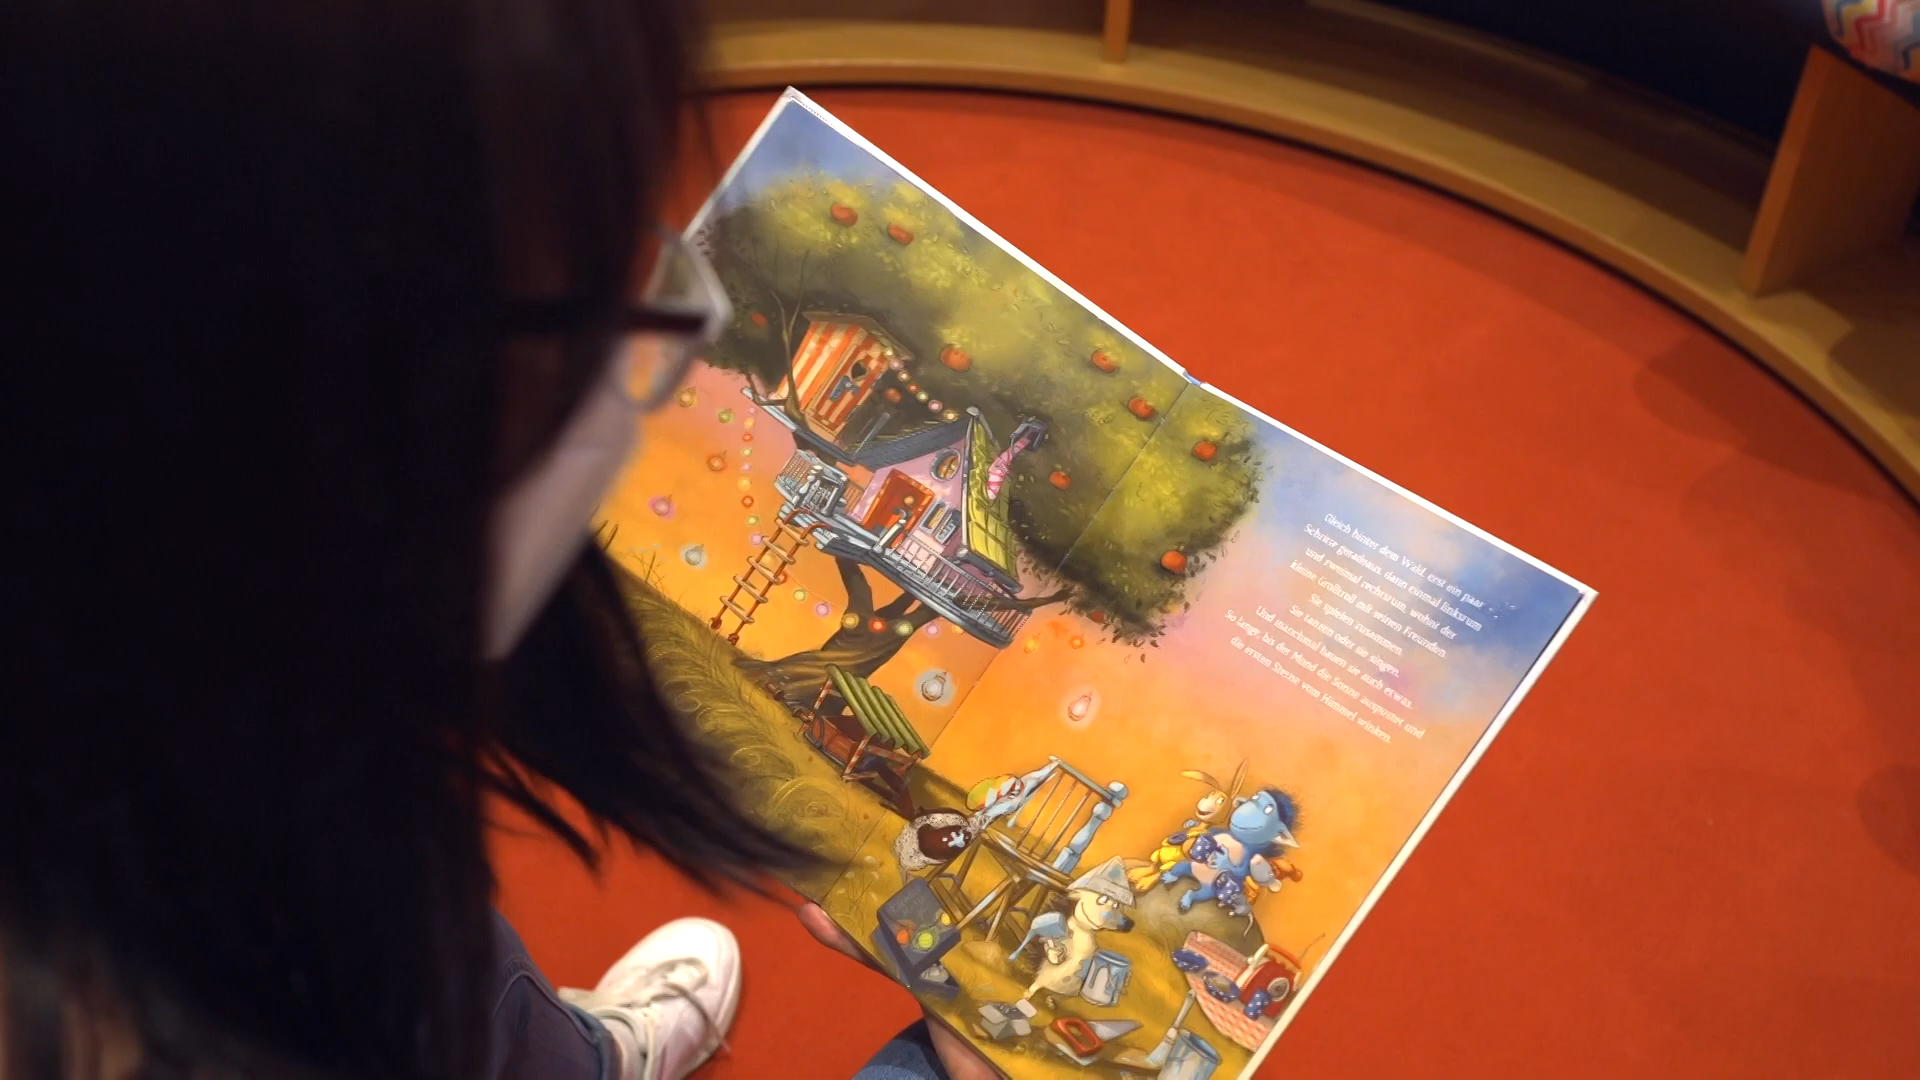 Gleich hinter dem Wald, erst ein paar
Schritte geradeaus, dann einmal linksrum
und zweimal rechtsrum, wohnt der
kleine Grolltroll mit seinen Freunden.
Sie spielen zusammen.
Sie tanzen oder sie singen.
Und manchmal bauen sie auch etwas.
So lange, bis der Mond die Sonne auspustet und
die ersten Sterne vom Himmel winken.